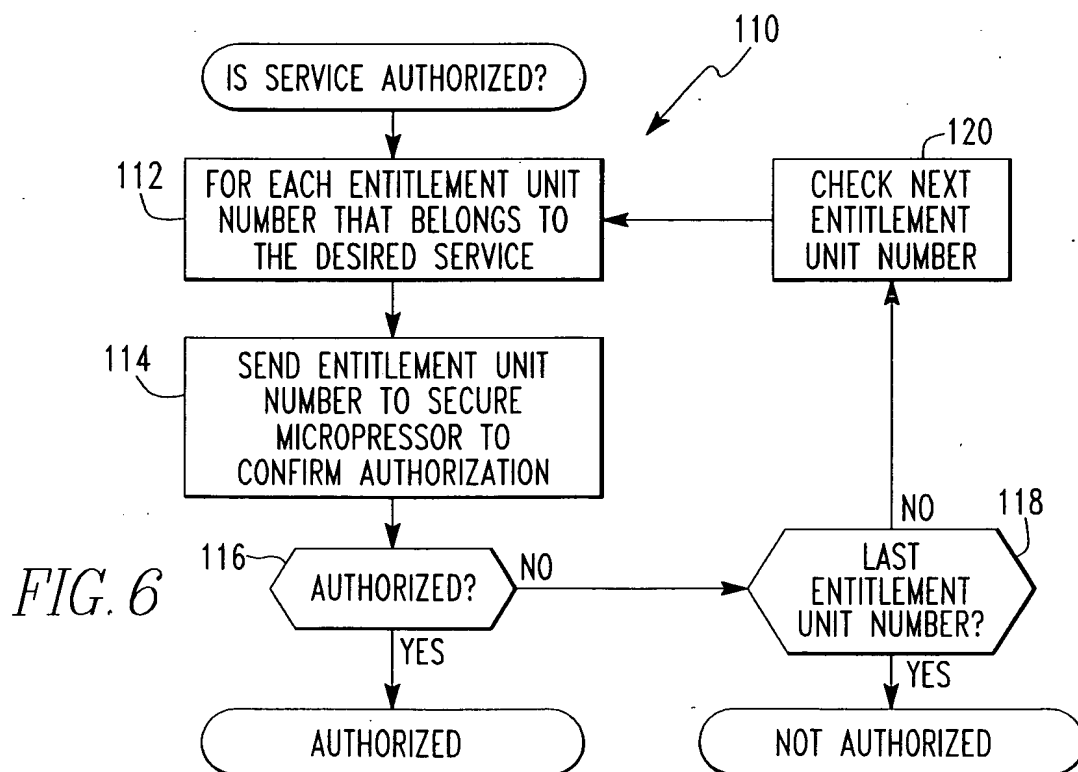 110
IS SERVICE AUTHORIZED?
112
FOR EACH ENTITLEMENT UNIT
NUMBER THAT BELONGS TO
THE DESIRED SERVICE
120
CHECK NEXT
ENTITLEMENT
UNIT NUMBER
114
SEND ENTITLEMENT UNIT
NUMBER TO SECURE
MICROPRESSOR TO
CONFIRM AUTHORIZATION
116
AUTHORIZED?
NO
YES
AUTHORIZED
118
LAST
ENTITLEMENT
UNIT NUMBER?
NO
YES
NOT AUTHORIZED
FIG. 6